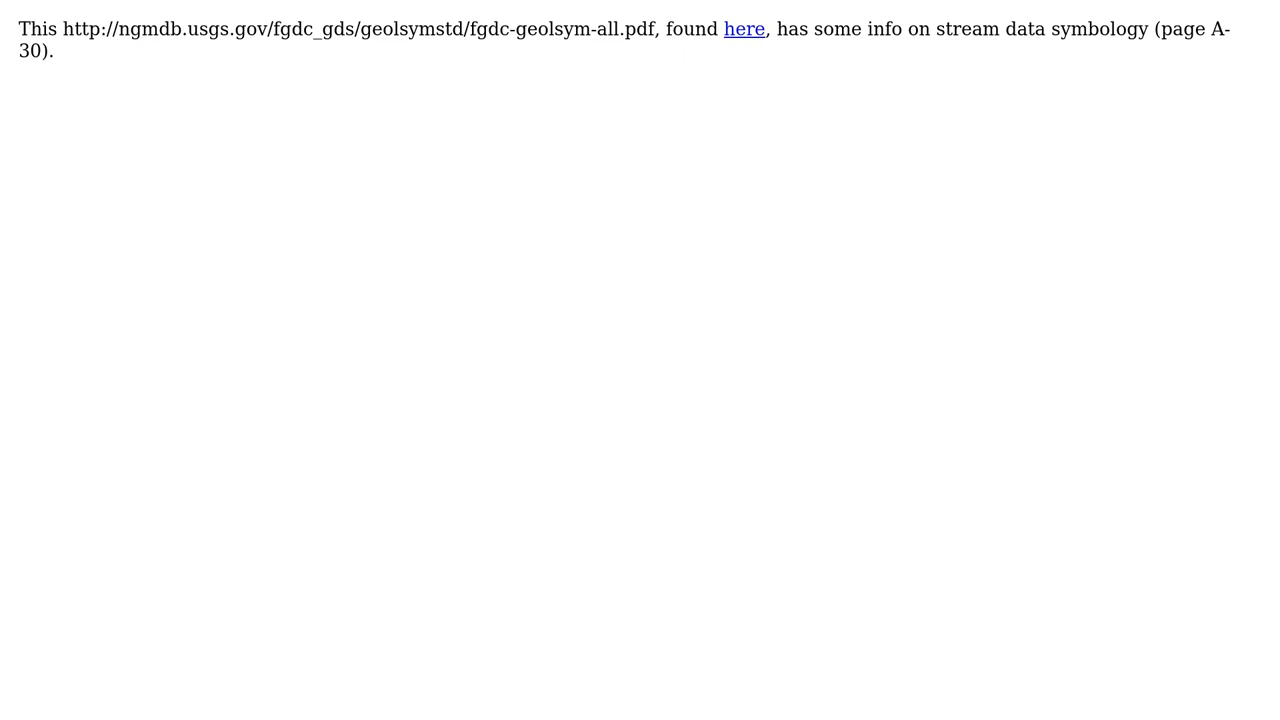 This http://ngmdb.usgs.gov/fgdc_gds/geolsymstd/fgdc-geolsym-all.pdf, found here, has some info on stream data symbology (page A-
30).